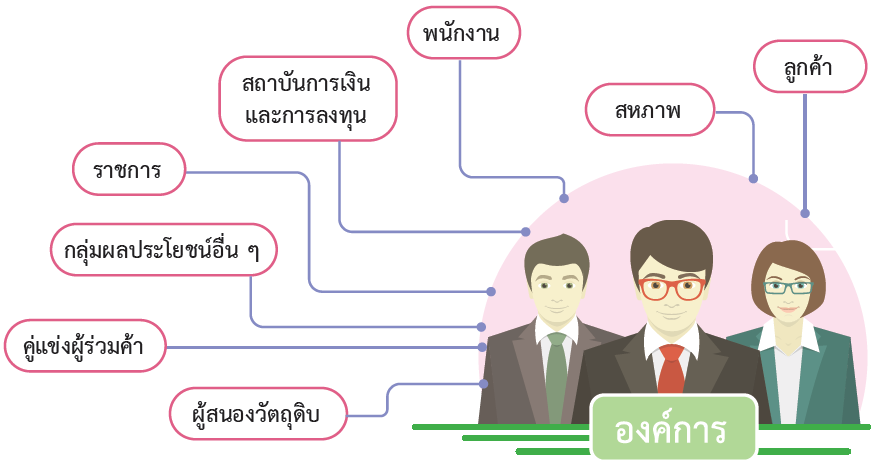 พนักงาน
ลูกค้า
สถาบันการเงิน
และการลงทุน
สหภาพ
ราชการ
กลุ่มผลประโยชน์อื่น ๆ
คู่แข่งผู้ร่วมค้า
ผู้สนองวัตถุดิบ
องค์การ